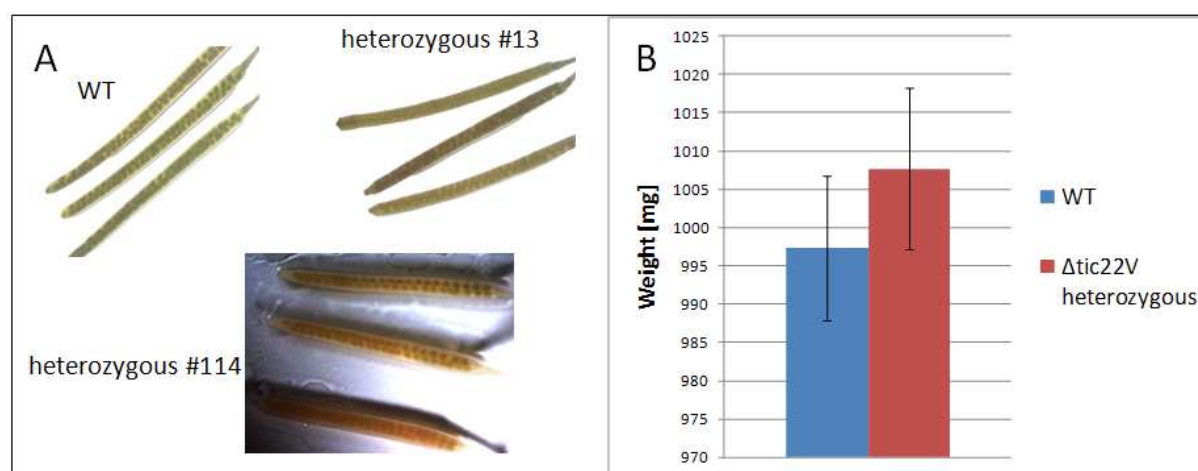 A
WT
heterozygous #13
heterozygous #114
B
Weight [mg]
1025
1020
1015
1010
1005
1000
995
990
985
980
975
970
WT
Δtic22V
heterozygous